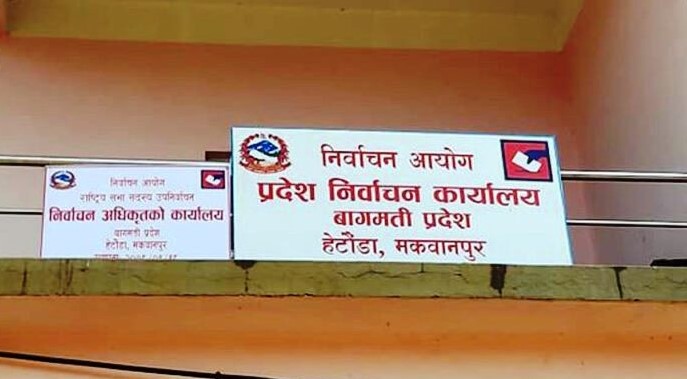 निर्वाचन आयोग
राष्ट्रिय सभा सदस्य उपनिर्वाचन
निर्वाचन अधिकृतको कार्यालय
बागमती प्रदेश
हेटौंडा, मकवानपुर
निर्वाचन आयोग
प्रदेश निर्वाचन कार्यालय
बागमती प्रदेश
हेटौंडा, मकवानपुर